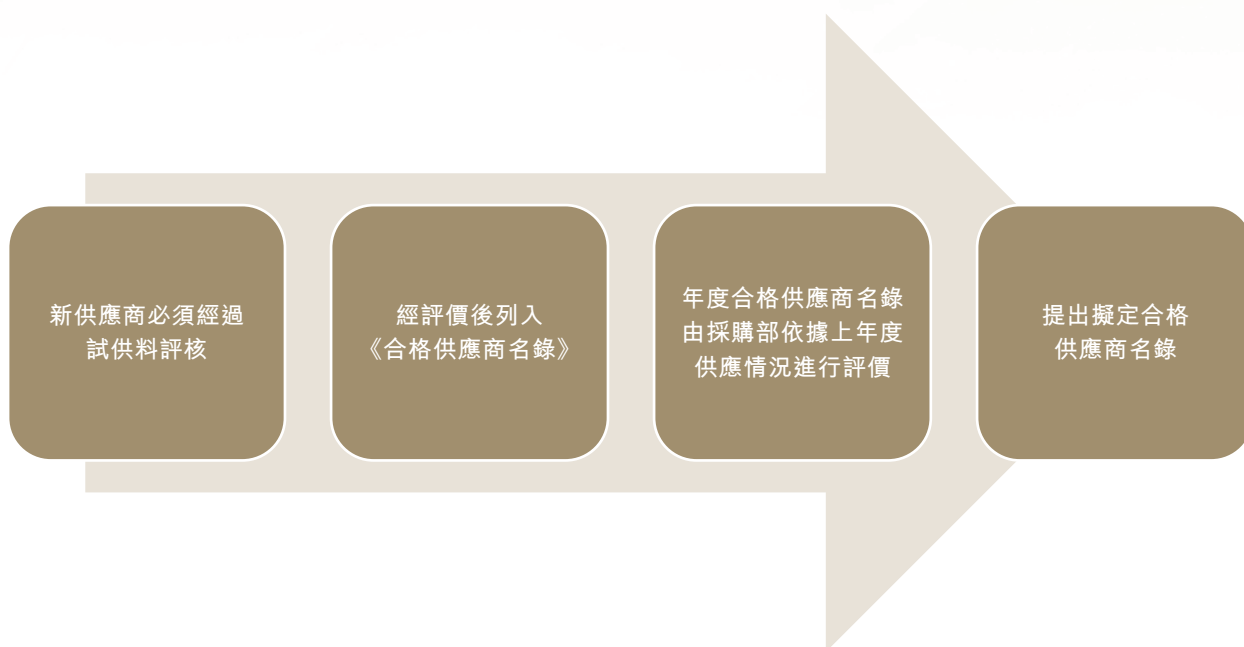 新供應商必須經過
試供料評核
經評價後列入
《合格供應商名錄》
年度合格供應商名錄
由採購部依據上年度
供應情況進行評價
提出擬定合格
供應商名錄